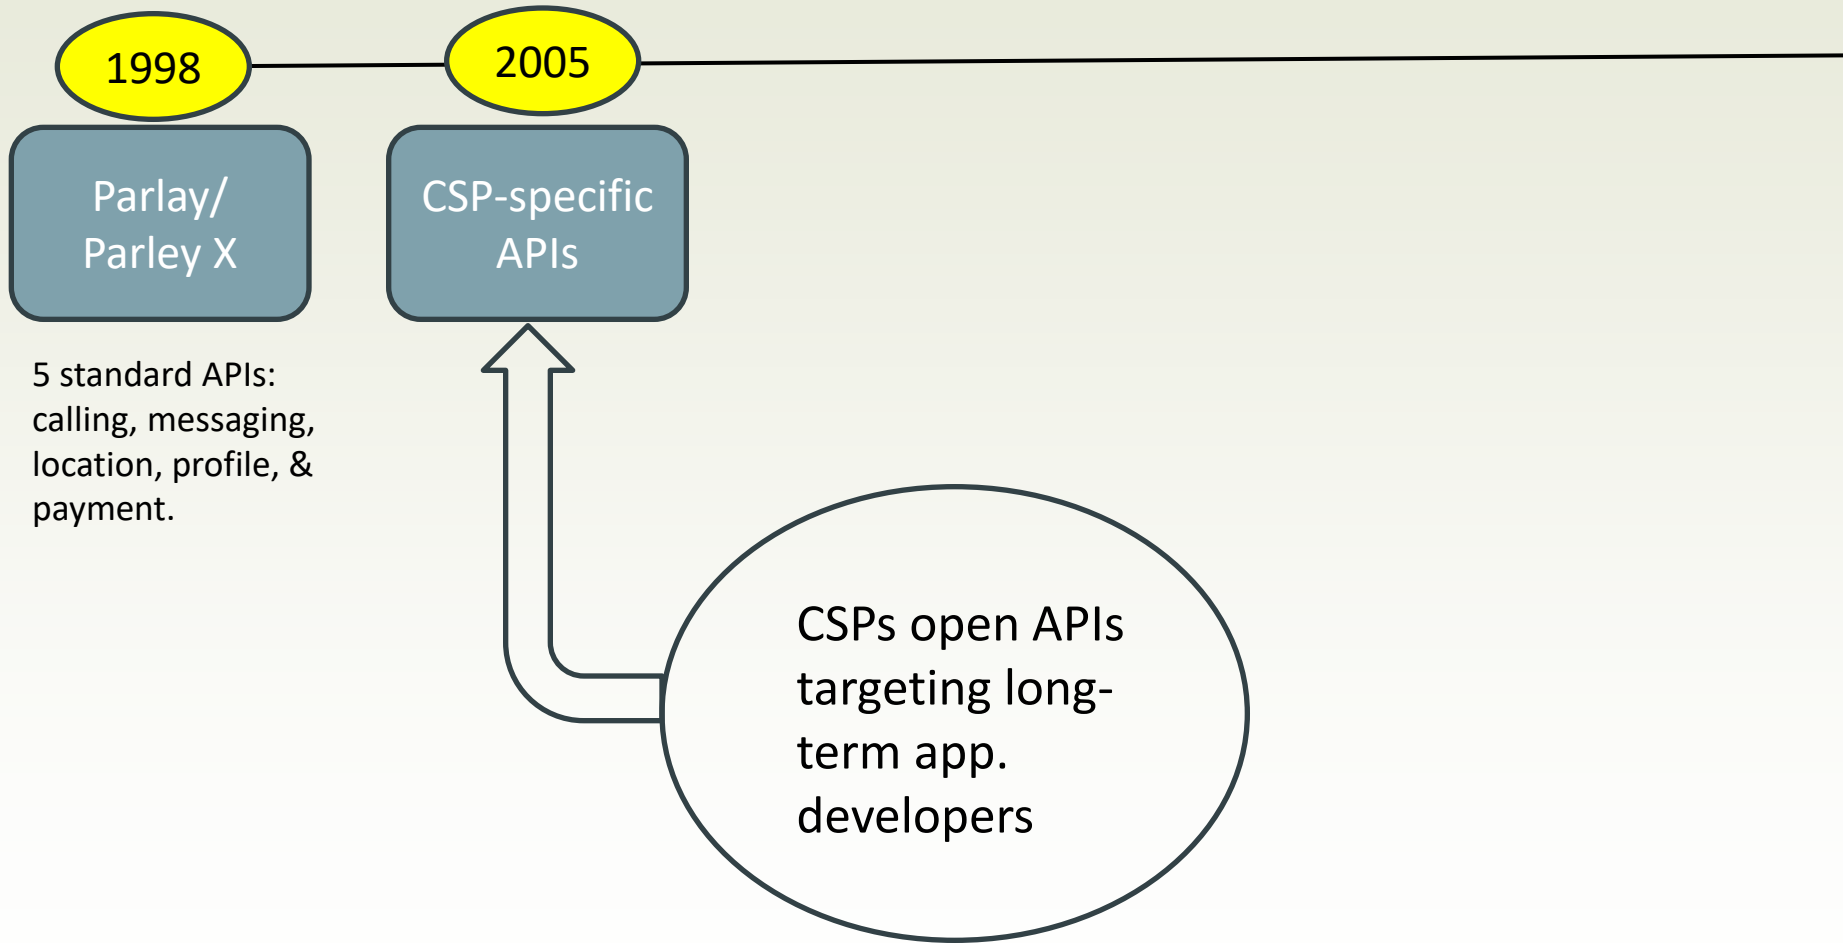 1998
2005
Parlay/
Parley X
CSP-specific
APIs
5 standard APIs:
calling, messaging,
location, profile, &
payment.
CSPs open APIs
targeting long-
term app.
developers